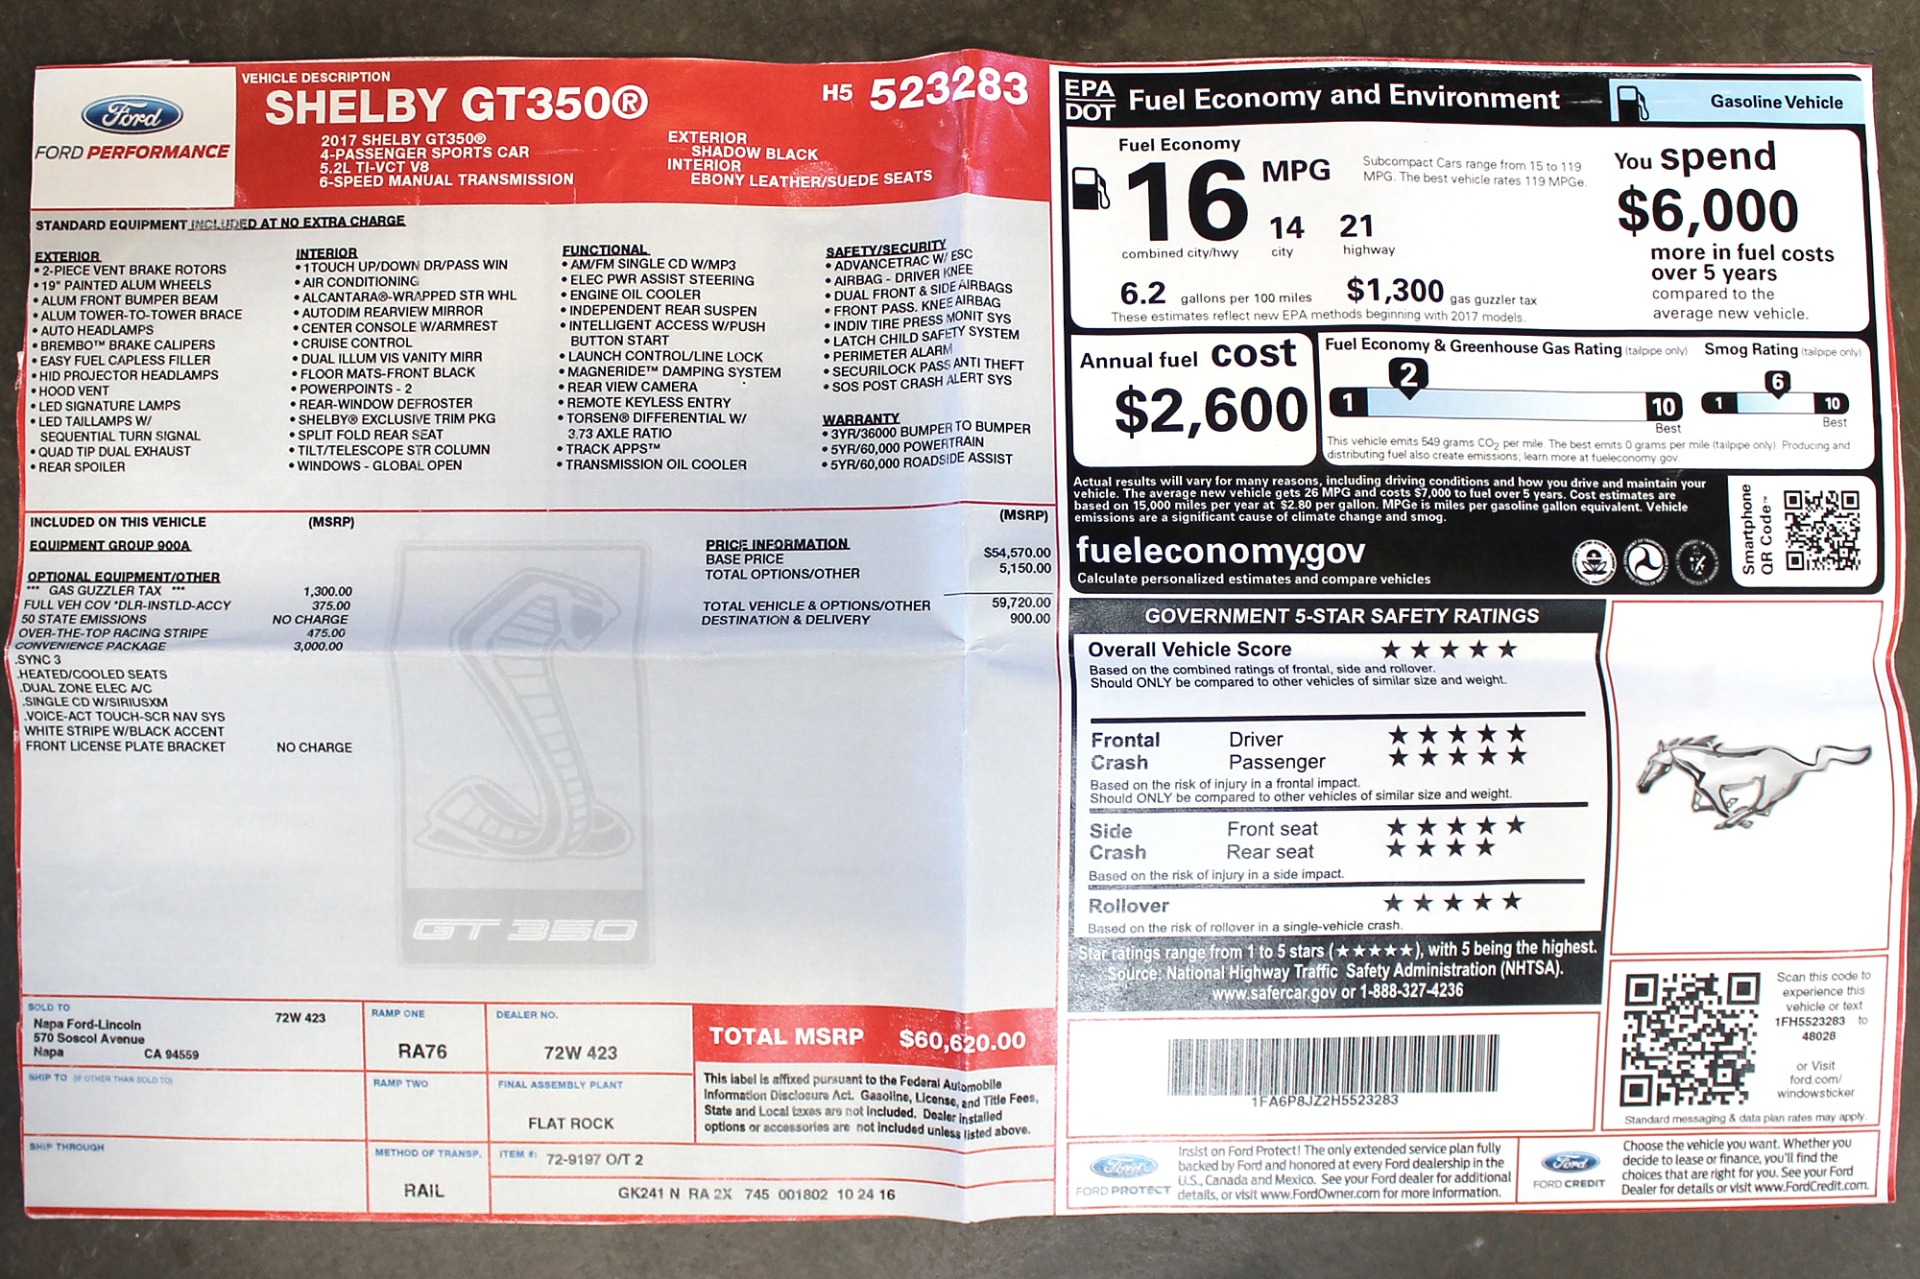 Ford
FORD PERFORMANCE
VEHICLE DESCRIPTION
SHELBY GT350®
2017 SHELBY GT350®
4-PASSENGER SPORTS CAR
5.2L TI-VCT V8
6-SPEED MANUAL TRANSMISSION
H5 523283
EXTERIOR
SHADOW BLACK
INTERIOR
EBONY LEATHER/SUEDE SEATS
STANDARD EQUIPMENT INCLUDED AT NO EXTRA CHARGE
EXTERIOR
• 2-PIECE VENT BRAKE ROTORS
• 19" PAINTED ALUM WHEELS
• ALUM FRONT BUMPER BEAM
• ALUM TOWER-TO-TOWER BRACE
• AUTO HEADLAMPS
• BREMBO™ BRAKE CALIPERS
• EASY FUEL CAPLESS FILLER
• HID PROJECTOR HEADLAMPS
• HOOD VENT
• LED SIGNATURE LAMPS
• LED TAILLAMPS W/
SEQUENTIAL TURN SIGNAL
• QUAD TIP DUAL EXHAUST
• REAR SPOILER
INTERIOR
• 1TOUCH UP/DOWN DR/PASS WIN
• AIR CONDITIONING
• ALCANTARA®-WRAPPED STR WHL
• AUTODIM REARVIEW MIRROR
• CENTER CONSOLE W/ARMREST
• CRUISE CONTROL
• DUAL ILLUM VIS VANITY MIRR
• FLOOR MATS-FRONT BLACK
• POWERPOINTS - 2
• REAR-WINDOW DEFROSTER
• SHELBY® EXCLUSIVE TRIM PKG
• SPLIT FOLD REAR SEAT
• TILT/TELESCOPE STR COLUMN
• WINDOWS - GLOBAL OPEN
FUNCTIONAL
• AM/FM SINGLE CD W/MP3
• ELEC PWR ASSIST STEERING
• ENGINE OIL COOLER
• INDEPENDENT REAR SUSPEN
• INTELLIGENT ACCESS W/PUSH
BUTTON START
• LAUNCH CONTROL/LINE LOCK
• MAGNERIDE™ DAMPING SYSTEM
• REAR VIEW CAMERA
• REMOTE KEYLESS ENTRY
• TORSEN® DIFFERENTIAL W/
3.73 AXLE RATIO
• TRACK APPS™
• TRANSMISSION OIL COOLER
SAFETY/SECURITY
• ADVANCETRAC W/ ESC
• AIRBAG - DRIVER KNEE
• DUAL FRONT & SIDE AIRBAGS
• FRONT PASS. KNEE AIRBAG
• INDIV TIRE PRESS MONIT SYS
• LATCH CHILD SAFETY SYSTEM
• PERIMETER ALARM
• SECURILOCK PASS ANTI THEFT
• SOS POST CRASH ALERT SYS
WARRANTY
• 3YR/36000 BUMPER TO BUMPER
• 5YR/60,000 POWERTRAIN
• 5YR/60,000 ROADSIDE ASSIST
INCLUDED ON THIS VEHICLE (MSRP)
EQUIPMENT GROUP 900A
OPTIONAL EQUIPMENT/OTHER
*** GAS GUZZLER TAX *** 1,300.00
FULL VEH COV *DLR-INSTLD-ACCY 375.00
50 STATE EMISSIONS NO CHARGE
OVER-THE-TOP RACING STRIPE 475.00
CONVENIENCE PACKAGE 3,000.00
.SYNC 3
.HEATED/COOLED SEATS
.DUAL ZONE ELEC A/C
.SINGLE CD W/SIRIUSXM
.VOICE-ACT TOUCH-SCR NAV SYS
WHITE STRIPE W/BLACK ACCENT
FRONT LICENSE PLATE BRACKET NO CHARGE
(MSRP)
PRICE INFORMATION
BASE PRICE $54,570.00
TOTAL OPTIONS/OTHER 5,150.00
TOTAL VEHICLE & OPTIONS/OTHER 59,720.00
DESTINATION & DELIVERY 900.00
GT 350
SOLD TO
Napa Ford-Lincoln 72W 423
570 Soscol Avenue
Napa CA 94559
SHIP TO (IF OTHER THAN SOLD TO)
SHIP THROUGH
RAMP ONE
RA76
RAMP TWO
METHOD OF TRANSP.
RAIL
DEALER NO.
72W 423
FINAL ASSEMBLY PLANT
FLAT ROCK
ITEM #: 72-9197 O/T 2
GK241 N RA 2X 745 001802 10 24 16
TOTAL MSRP $60,620.00
This label is affixed pursuant to the Federal Automobile
Information Disclosure Act. Gasoline, License, and Title Fees,
State and Local taxes are not included. Dealer installed
options or accessories are not included unless listed above.
EPA
DOT
Fuel Economy and Environment
Gasoline Vehicle
Fuel Economy
16 MPG
combined city/hwy
14
city
21
highway
Subcompact Cars range from 15 to 119
MPG. The best vehicle rates 119 MPGe.
6.2 gallons per 100 miles
$1,300 gas guzzler tax
These estimates reflect new EPA methods beginning with 2017 models.
You spend
$6,000
more in fuel costs
over 5 years
compared to the
average new vehicle.
Annual fuel cost
$2,600
Fuel Economy & Greenhouse Gas Rating (tailpipe only)
2
1 10
Best
Smog Rating (tailpipe only)
6
1 10
Best
This vehicle emits 549 grams CO2 per mile. The best emits 0 grams per mile (tailpipe only). Producing and
distributing fuel also create emissions; learn more at fueleconomy.gov
Actual results will vary for many reasons, including driving conditions and how you drive and maintain your
vehicle. The average new vehicle gets 26 MPG and costs $7,000 to fuel over 5 years. Cost estimates are
based on 15,000 miles per year at $2.80 per gallon. MPGe is miles per gasoline gallon equivalent. Vehicle
emissions are a significant cause of climate change and smog.
fueleconomy.gov
Calculate personalized estimates and compare vehicles
Smartphone
QR Code™
GOVERNMENT 5-STAR SAFETY RATINGS
Overall Vehicle Score ★★★★★
Based on the combined ratings of frontal, side and rollover.
Should ONLY be compared to other vehicles of similar size and weight.
Frontal Driver ★★★★★
Crash Passenger ★★★★★
Based on the risk of injury in a frontal impact.
Should ONLY be compared to other vehicles of similar size and weight.
Side Front seat ★★★★★
Crash Rear seat ★★★★
Based on the risk of injury in a side impact.
Rollover ★★★★★
Based on the risk of rollover in a single-vehicle crash.
Star ratings range from 1 to 5 stars (★★★★★), with 5 being the highest.
Source: National Highway Traffic Safety Administration (NHTSA).
www.safercar.gov or 1-888-327-4236
1FA6P8JZ2H5523283
Scan this code to
experience this
vehicle or text
1FH5523283 to
48028
or Visit
ford.com/
windowsticker
Standard messaging & data plan rates may apply.
Ford
FORD PROTECT
Insist on Ford Protect! The only extended service plan fully
backed by Ford and honored at every Ford dealership in the
U.S., Canada and Mexico. See your Ford dealer for additional
details, or visit www.FordOwner.com for more information.
Ford
FORD CREDIT
Choose the vehicle you want. Whether you
decide to lease or finance, you'll find the
choices that are right for you. See your Ford
Dealer for details or visit www.FordCredit.com.